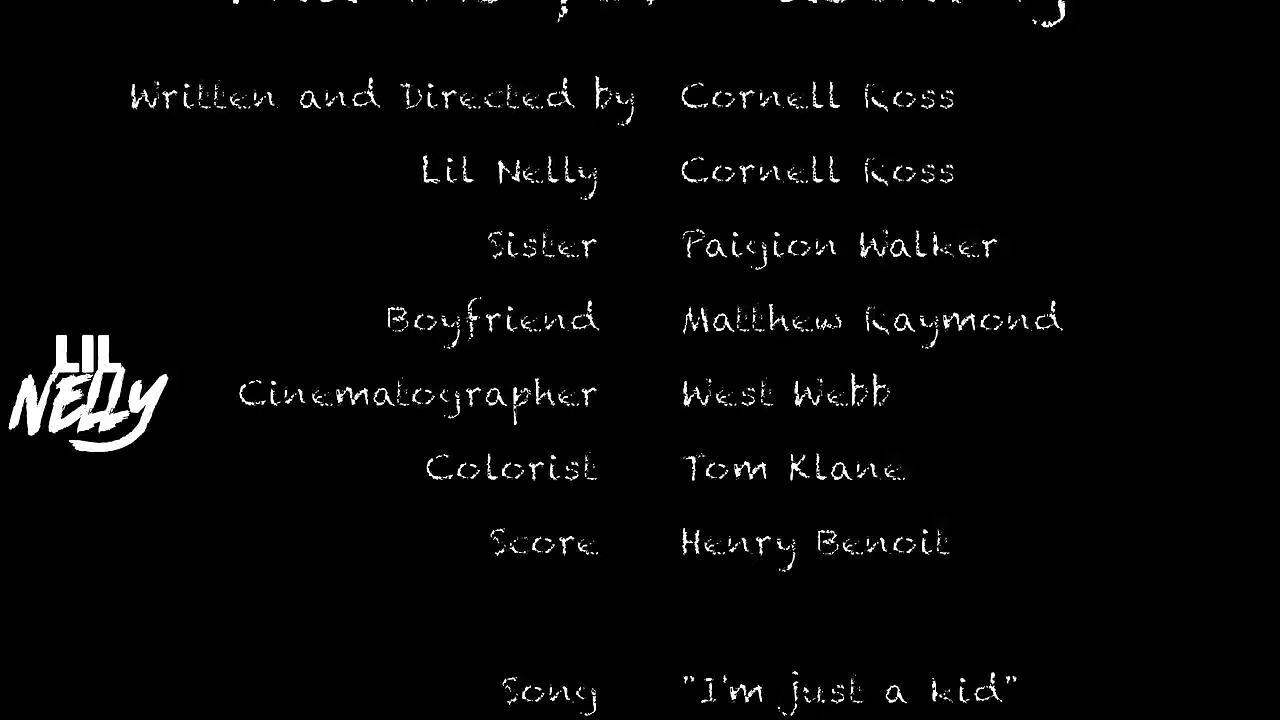 Written and Directed by Cornell Ross
Lil Nelly Cornell Ross
Sister Paigion Walker
Boyfriend Matthew Raymond
LIL
NELLY
Cinematographer West Webb
Colorist Tom Klane
Score Henry Benoit
Song "I'm just a kid"